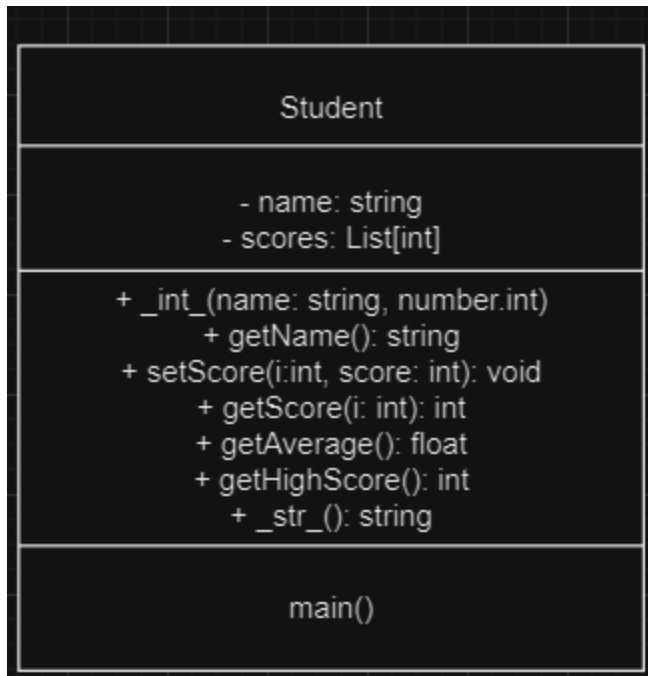 Student
- name: string
- scores: List[int]
+ _int_(name: string, number.int)
+ getName(): string
+ setScore(i:int, score: int): void
+ getScore(i: int): int
+ getAverage(): float
+ getHighScore(): int
+ _str_(): string
main()